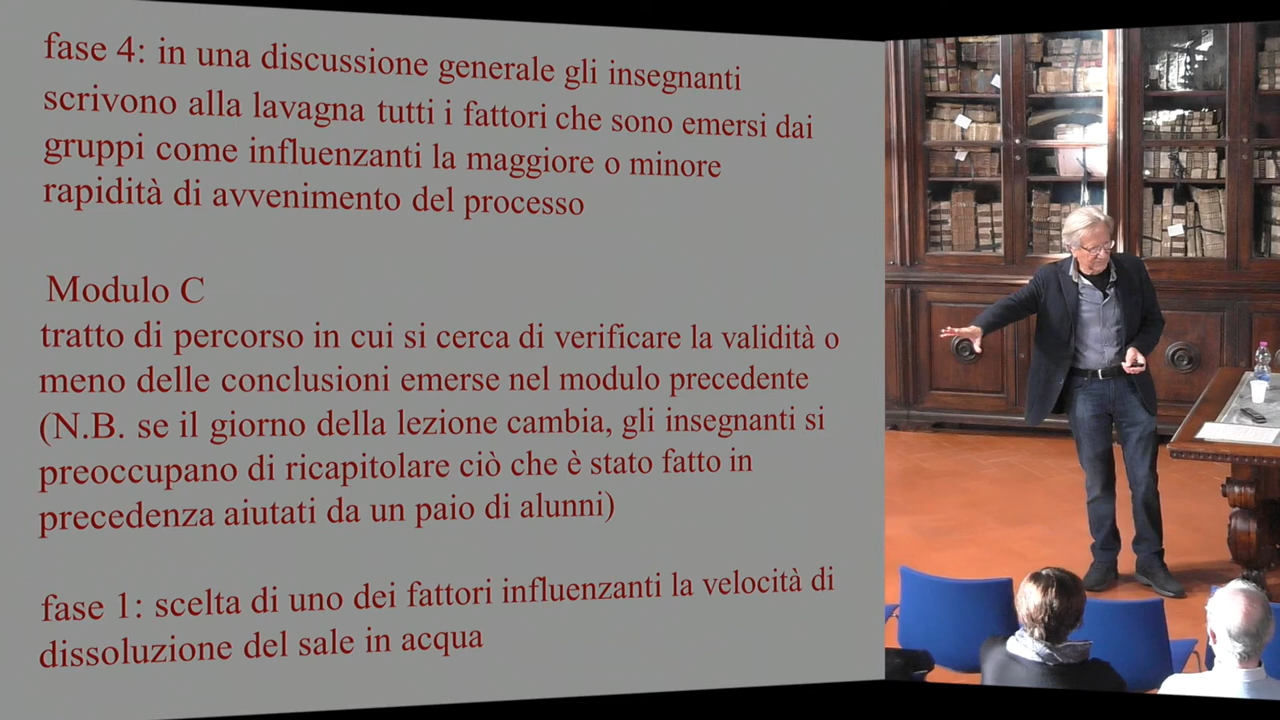 fase 4: in una discussione generale gli insegnanti
scrivono alla lavagna tutti i fattori che sono emersi dai
gruppi come influenzanti la maggiore o minore
rapidità di avvenimento del processo
Modulo C
tratto di percorso in cui si cerca di verificare la validità o
meno delle conclusioni emerse nel modulo precedente
(N.B. se il giorno della lezione cambia, gli insegnanti si
preoccupano di ricapitolare ciò che è stato fatto in
precedenza aiutati da un paio di alunni)
fase 1: scelta di uno dei fattori influenzanti la velocità di
dissoluzione del sale in acqua